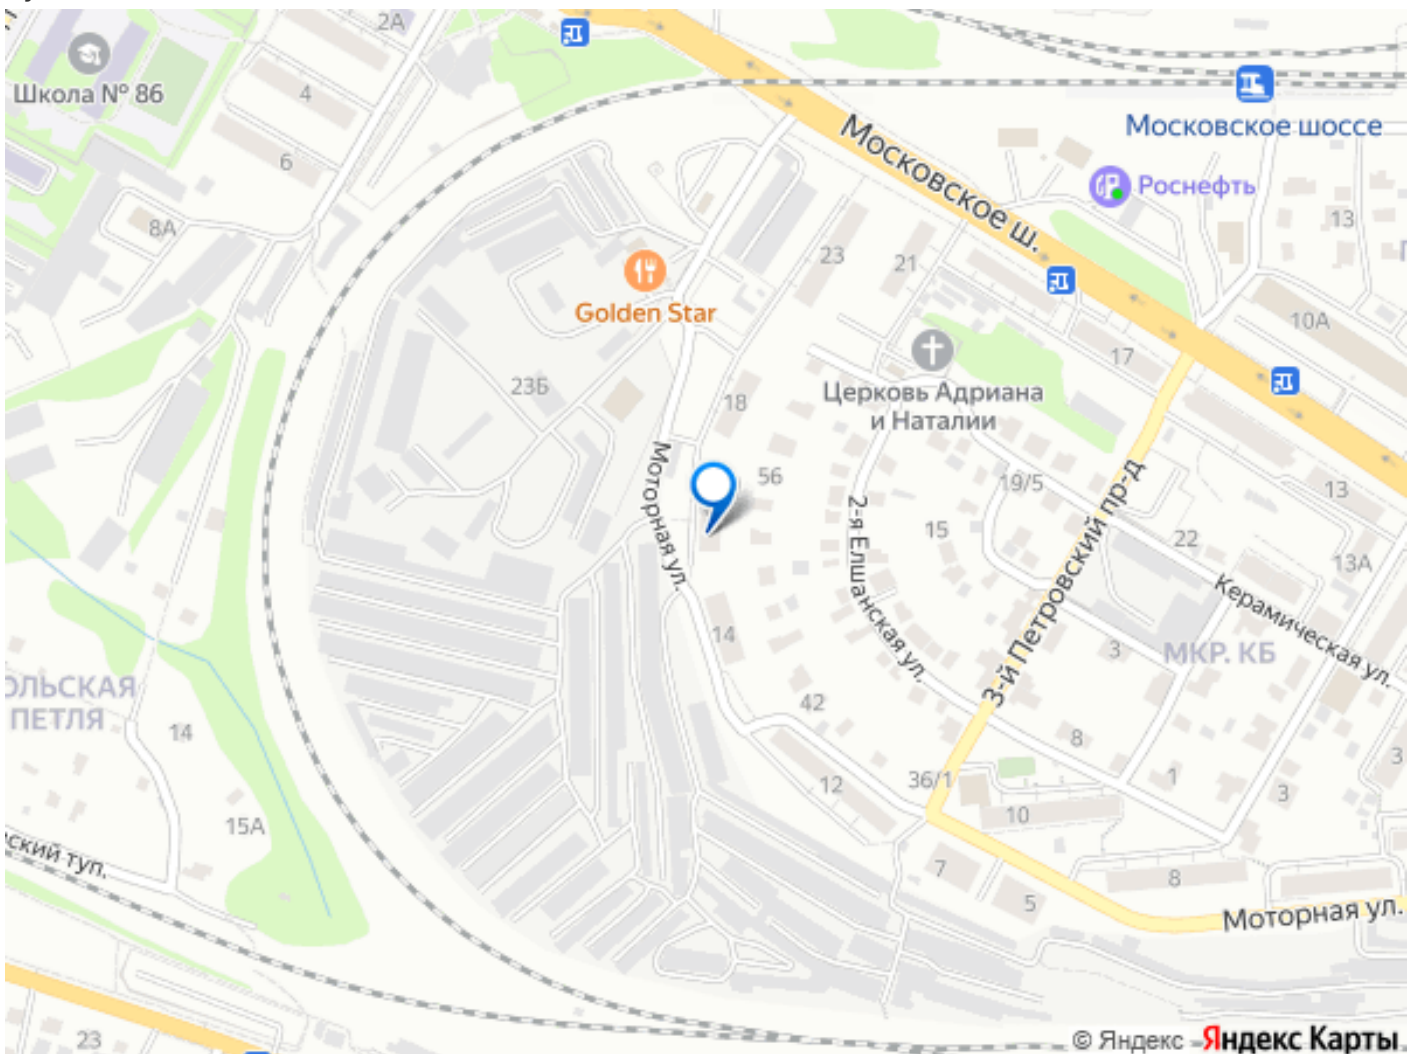 2А
Школа № 86
4
6
8А
Московское шоссе
Роснефть
Московское ш.
13
23
21
Golden Star
10А
17
23Б
18
Церковь Адриана
и Наталии
Моторная ул.
56
19/5
13
15
22
13А
2-я Елшанская ул.
3-й Петровский пр-д
Керамическая ул.
14
3
МКР. КБ
ОЛЬСКАЯ
ПЕТЛЯ
14
42
8
3
12
36/1
1
3
10
15А
ский туп.
7
8
5
Моторная ул.
23
© Яндекс Яндекс Карты